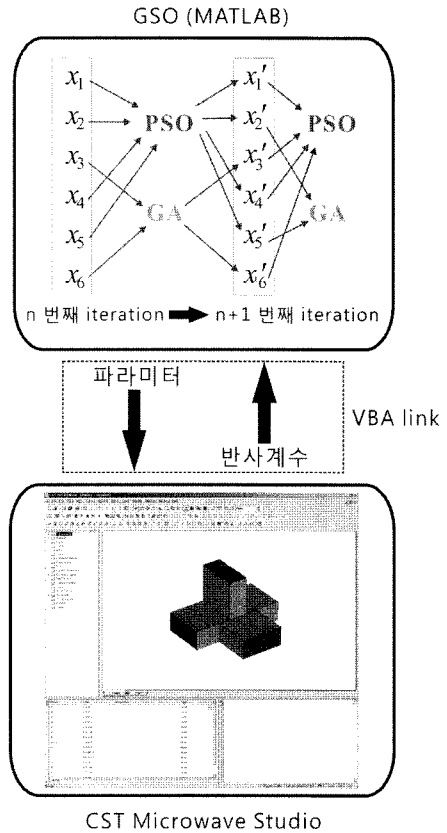 GSO (MATLAB)
x₁ x₁′
x₂ PSO x₂′ PSO
x₃ x₃′
x₄ GA x₄′ GA
x₅ x₅′
x₆ x₆′
n 번째 iteration n+1 번째 iteration
파라미터
VBA link
반사계수
CST Microwave Studio